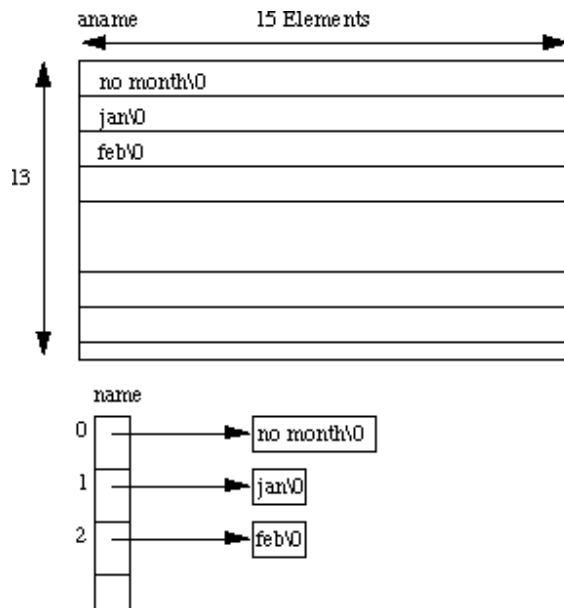 aname 15 Elements
no month\0
jan\0
feb\0
13
name
0 no month\0
1 jan\0
2 feb\0